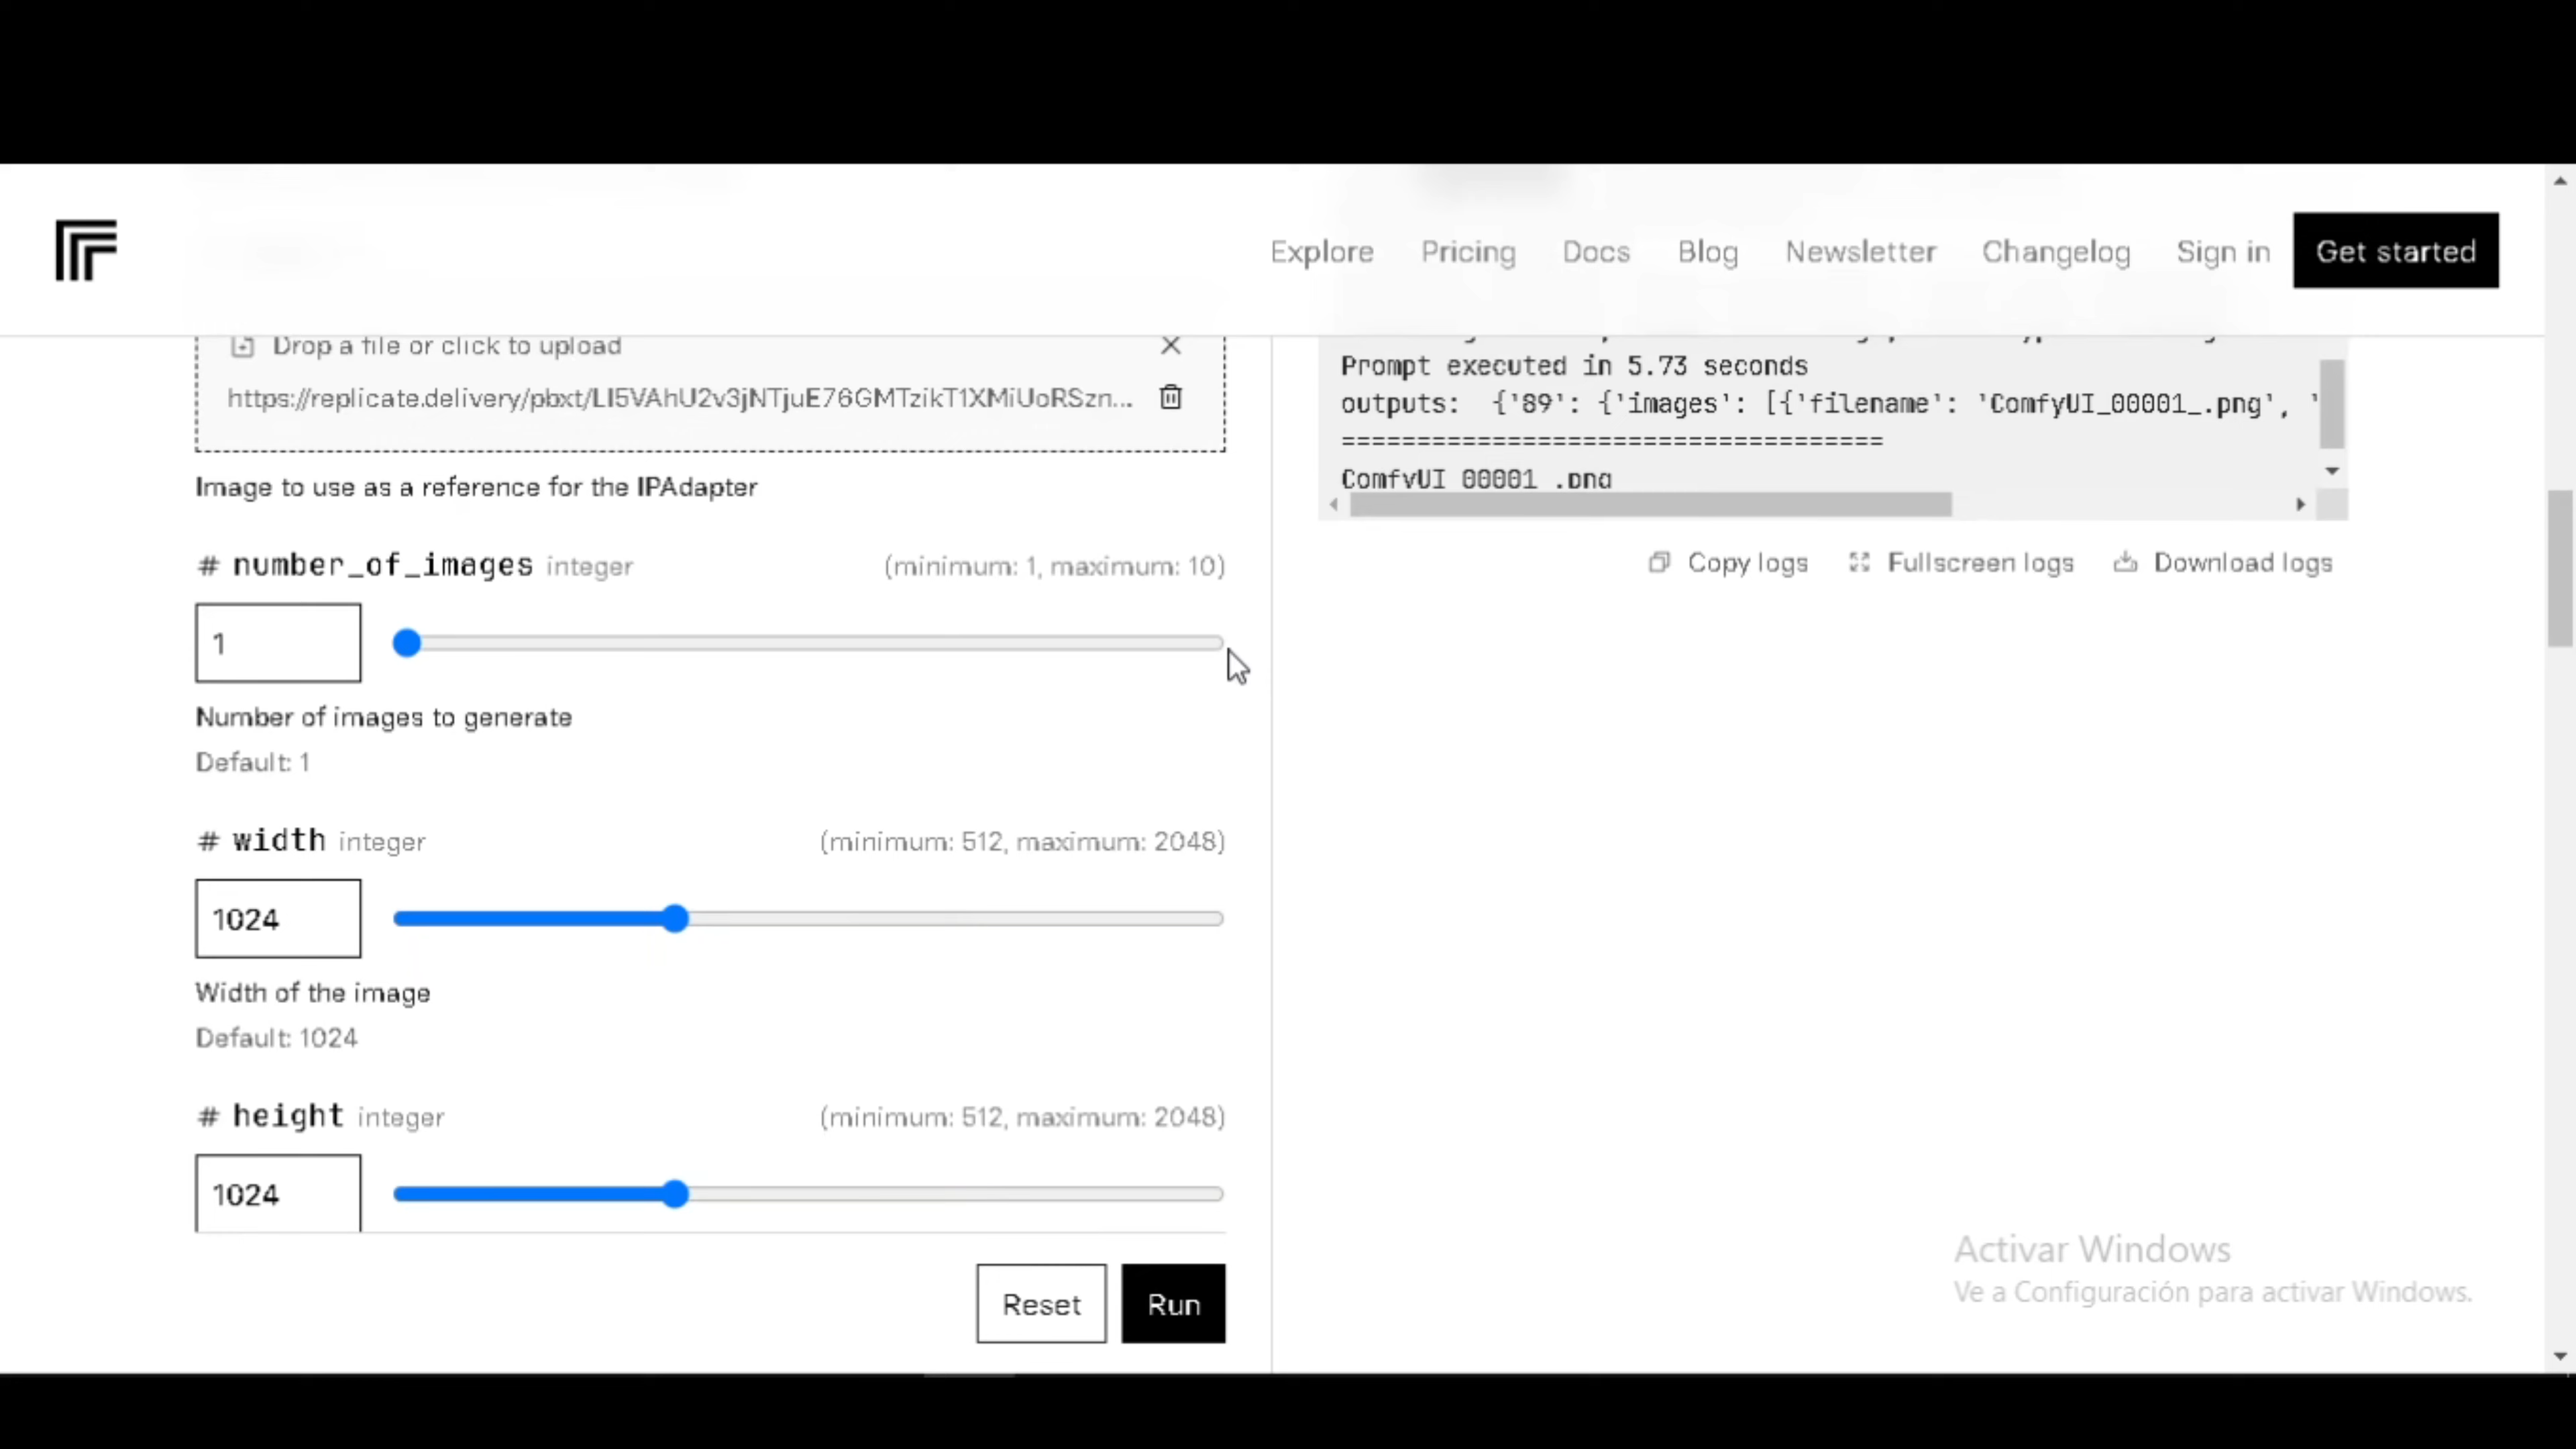 Explore Pricing Docs Blog Newsletter Changelog Sign in Get started
Drop a file or click to upload
https://replicate.delivery/pbxt/LI5VAhU2v3jNTjuE76GMTzikT1XMiUoRSzn...
Image to use as a reference for the IPAdapter
# number_of_images integer (minimum: 1, maximum: 10)
1
Number of images to generate
Default: 1
# width integer (minimum: 512, maximum: 2048)
1024
Width of the image
Default: 1024
# height integer (minimum: 512, maximum: 2048)
1024
Reset Run
Prompt executed in 5.73 seconds
outputs: {'89': {'images': [{'filename': 'ComfyUI_00001_.png', '
==================================
ComfyUI_00001_.png
Copy logs Fullscreen logs Download logs
Activar Windows
Ve a Configuración para activar Windows.